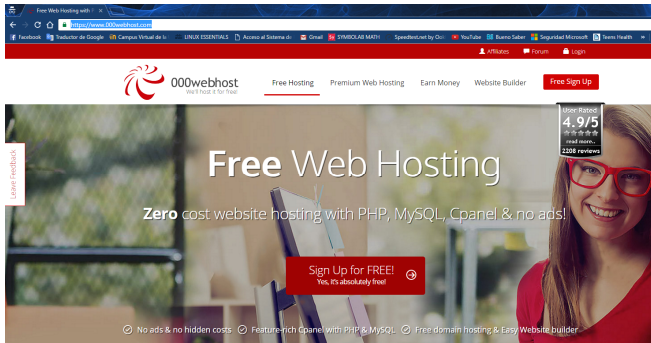 Free Web Hosting with P
https://www.000webhost.com
Facebook Traductor de Google Campus Virtual de la LINUX ESSENTIALS Acceso al Sistema de Gmail SYMBOLAB MATH Speedtest.net by Ook YouTube Bueno Saber Seguridad Microsoft Teens Health
Affiliates Forum Login
000webhost Free Hosting Premium Web Hosting Earn Money Website Builder Free Sign Up
We'll host it for free!
User Rated
4.9/5
read more..
2208 reviews
Leave Feedback
Free Web Hosting
Zero cost website hosting with PHP, MySQL, Cpanel & no ads!
Sign Up for FREE!
Yes, it's absolutely free!
No ads & no hidden costs Feature-rich Cpanel with PHP & MySQL Free domain hosting & Easy Website builder